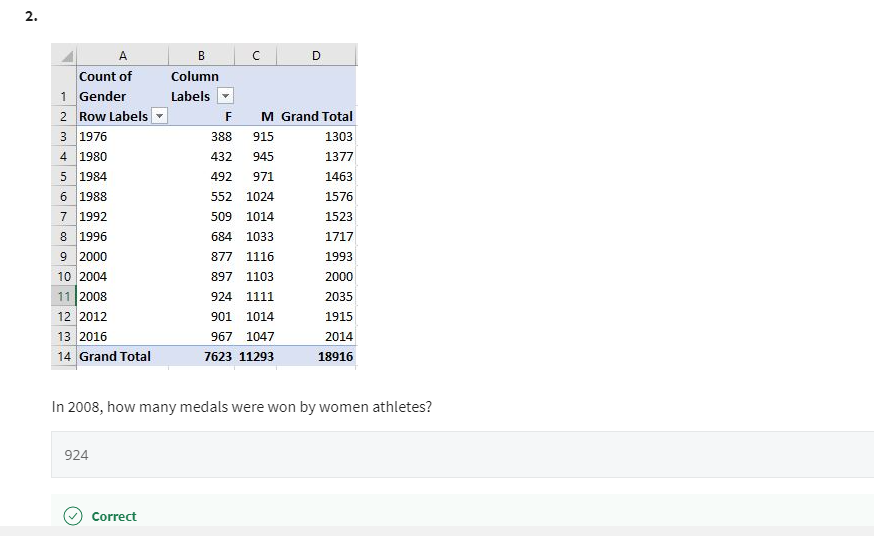 2.
A B C D
Count of Column
1 Gender Labels
2 Row Labels F M Grand Total
3 1976 388 915 1303
4 1980 432 945 1377
5 1984 492 971 1463
6 1988 552 1024 1576
7 1992 509 1014 1523
8 1996 684 1033 1717
9 2000 877 1116 1993
10 2004 897 1103 2000
11 2008 924 1111 2035
12 2012 901 1014 1915
13 2016 967 1047 2014
14 Grand Total 7623 11293 18916
In 2008, how many medals were won by women athletes?
924
Correct